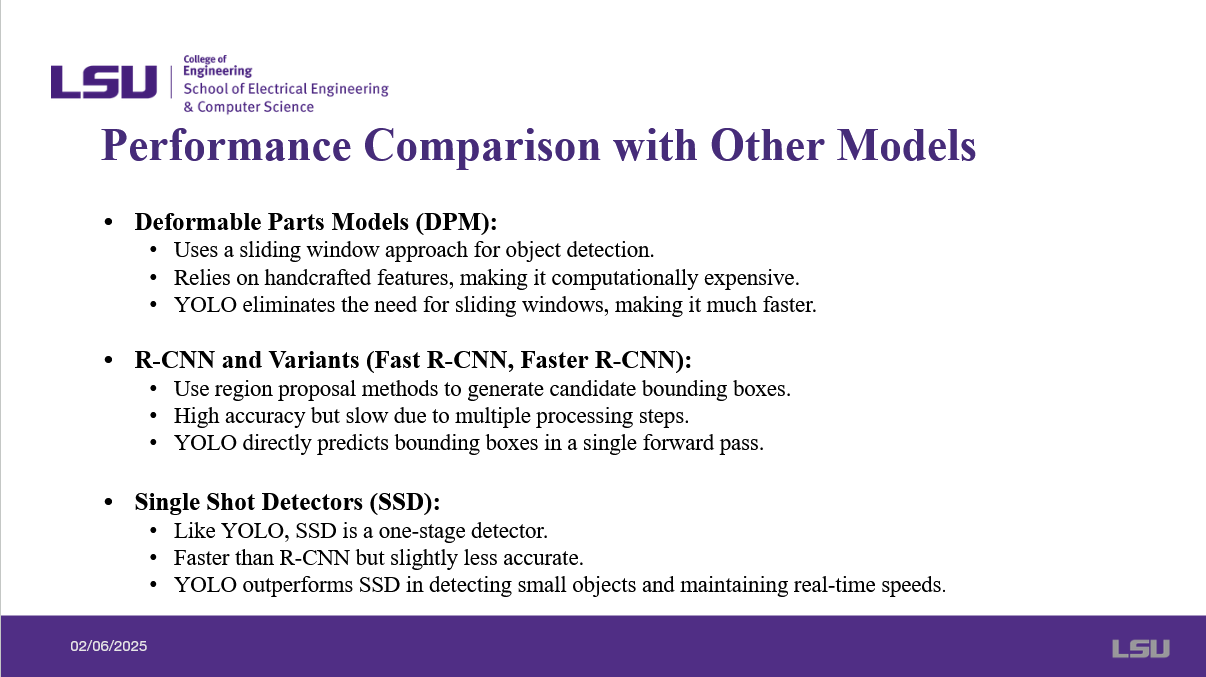 LSU
College of
Engineering
School of Electrical Engineering
& Computer Science
Performance Comparison with Other Models
• Deformable Parts Models (DPM):
• Uses a sliding window approach for object detection.
• Relies on handcrafted features, making it computationally expensive.
• YOLO eliminates the need for sliding windows, making it much faster.
• R-CNN and Variants (Fast R-CNN, Faster R-CNN):
• Use region proposal methods to generate candidate bounding boxes.
• High accuracy but slow due to multiple processing steps.
• YOLO directly predicts bounding boxes in a single forward pass.
• Single Shot Detectors (SSD):
• Like YOLO, SSD is a one-stage detector.
• Faster than R-CNN but slightly less accurate.
• YOLO outperforms SSD in detecting small objects and maintaining real-time speeds.
02/06/2025
LSU